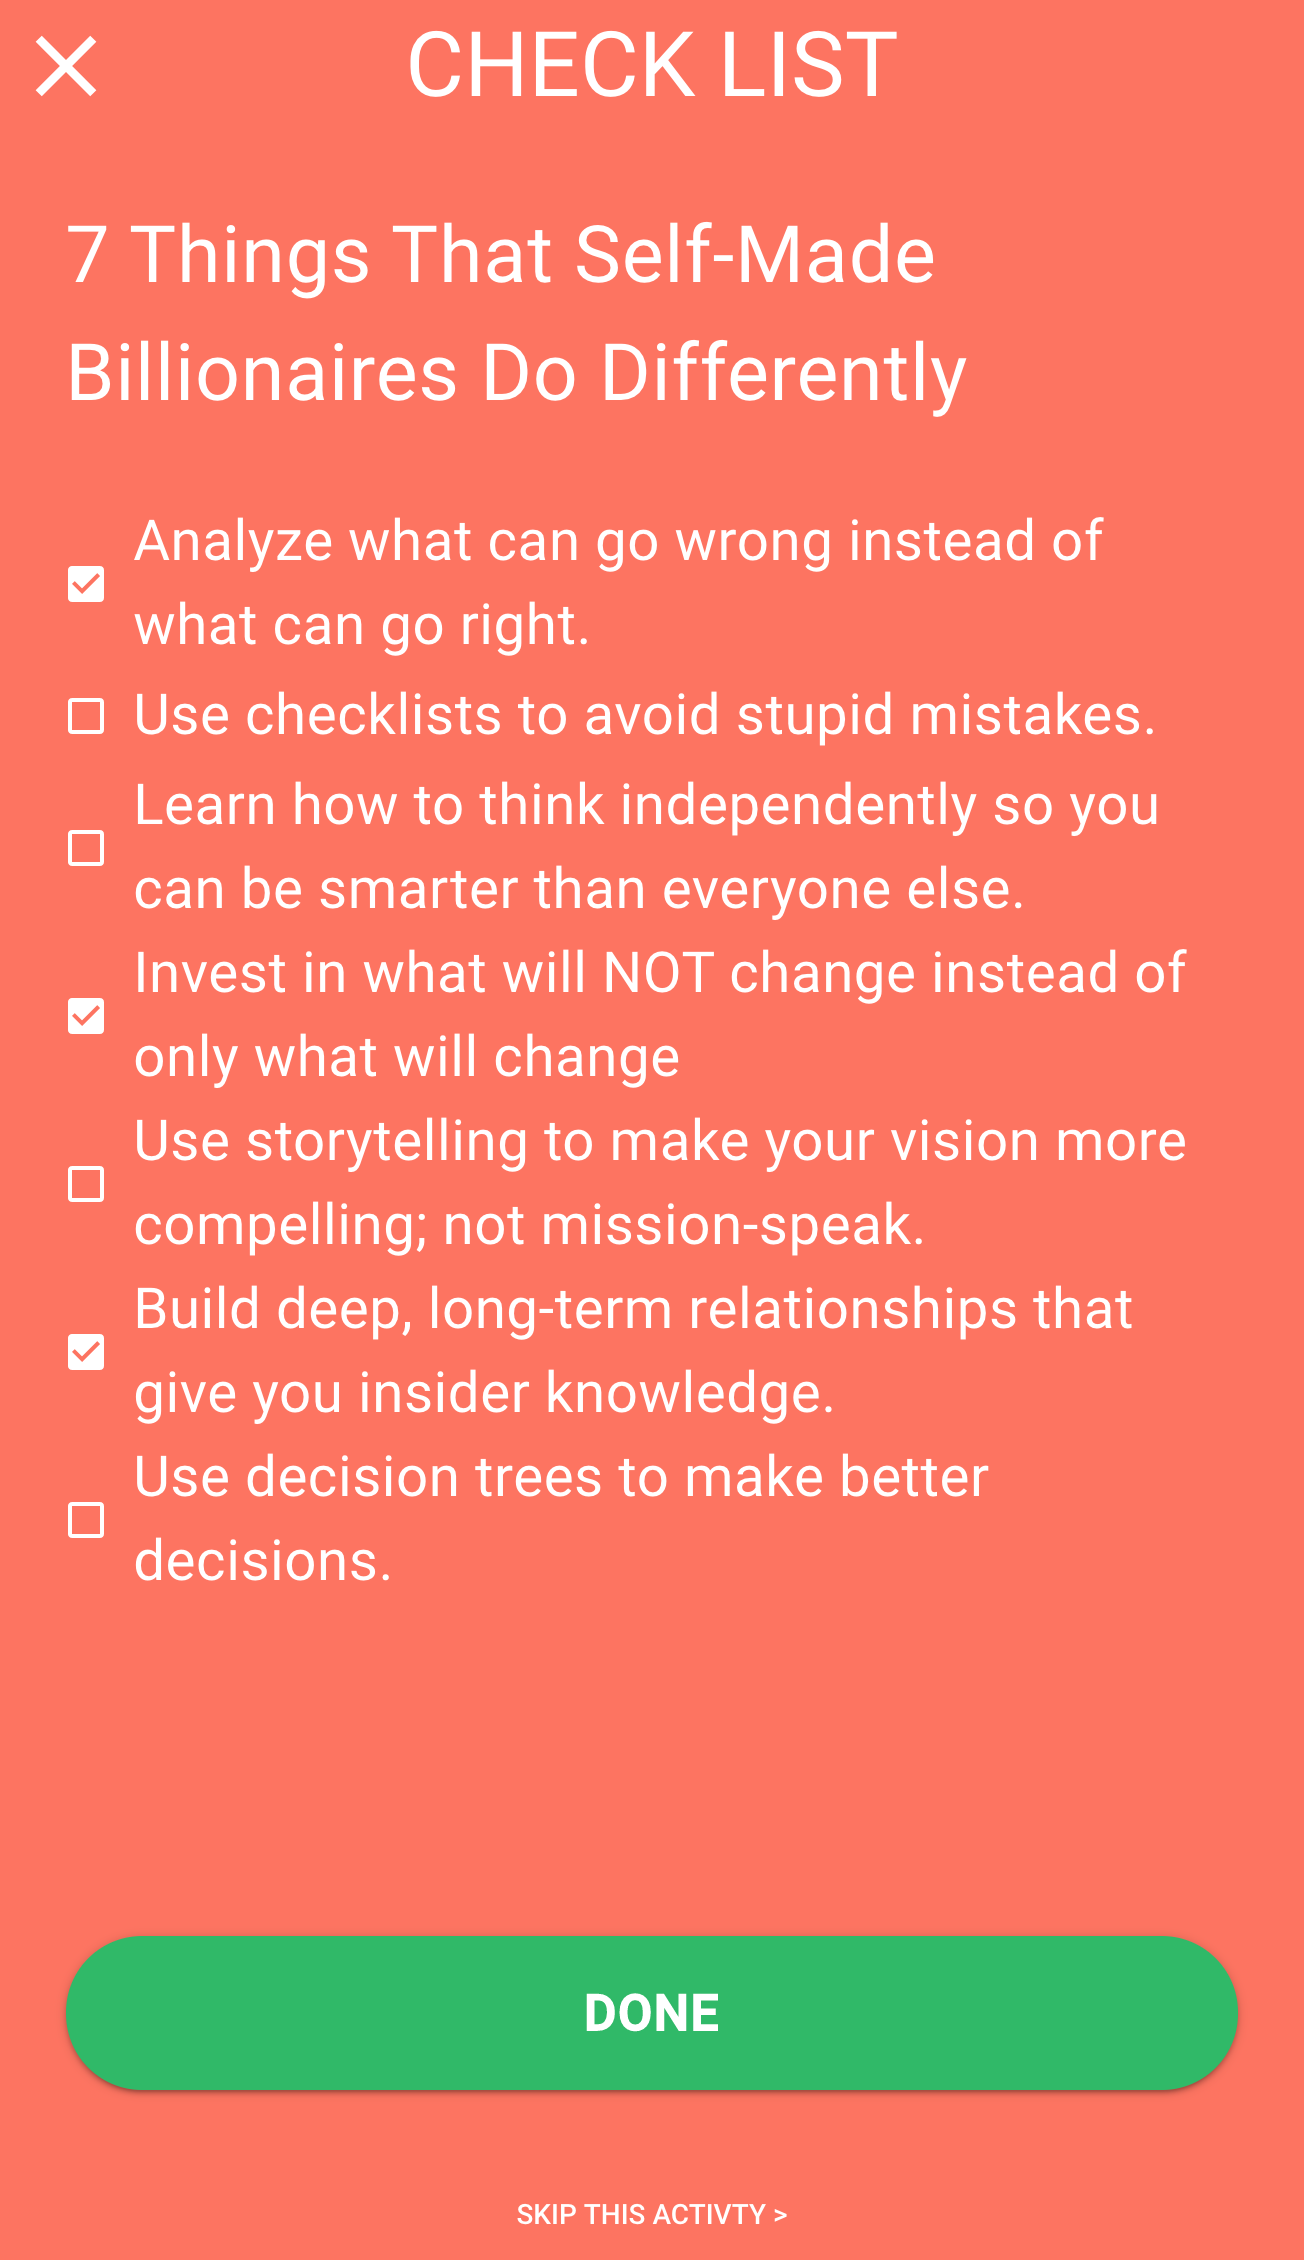 CHECK LIST
7 Things That Self-Made
Billionaires Do Differently
Analyze what can go wrong instead of
what can go right.
Use checklists to avoid stupid mistakes.
Learn how to think independently so you
can be smarter than everyone else.
Invest in what will NOT change instead of
only what will change
Use storytelling to make your vision more
compelling; not mission-speak.
Build deep, long-term relationships that
give you insider knowledge.
Use decision trees to make better
decisions.
DONE
SKIP THIS ACTIVTY >